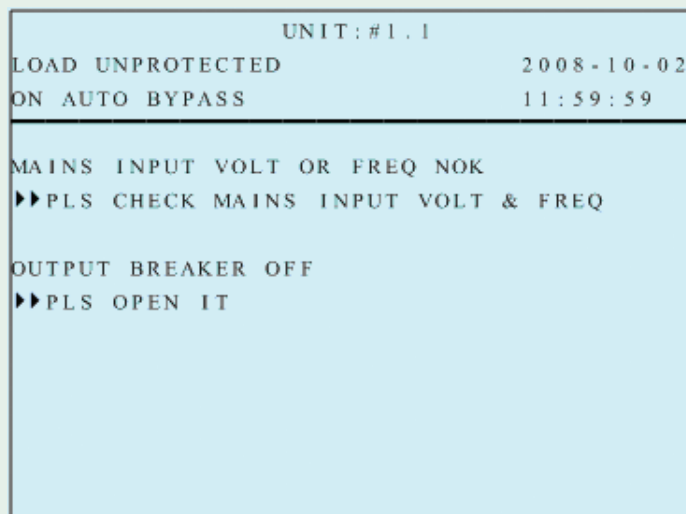 UNIT:#1.1
LOAD UNPROTECTED 2008-10-02
ON AUTO BYPASS 11:59:59
MAINS INPUT VOLT OR FREQ NOK
▶▶PLS CHECK MAINS INPUT VOLT & FREQ
OUTPUT BREAKER OFF
▶▶PLS OPEN IT